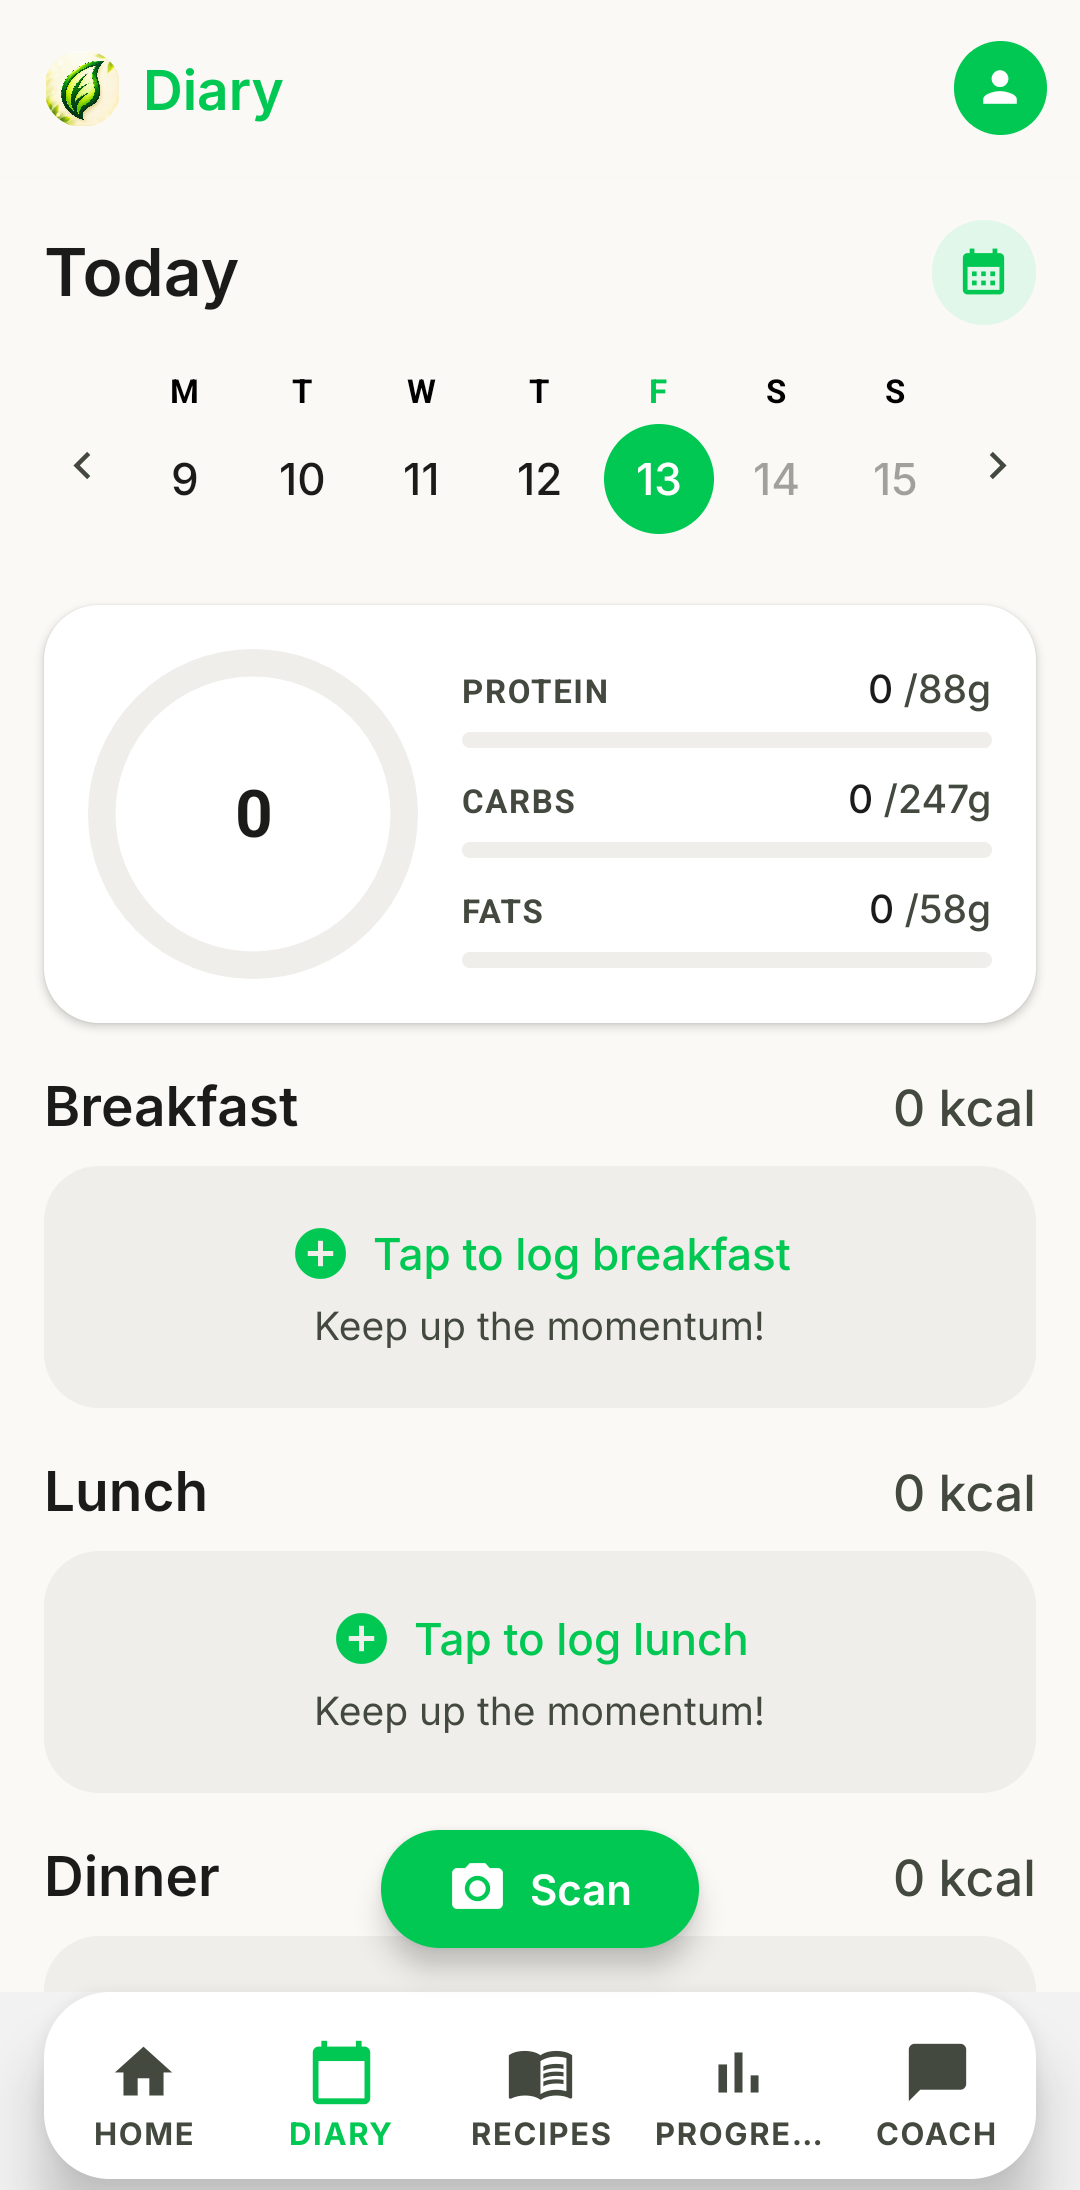 Diary
Today
M T W T F S S
9 10 11 12 13 14 15
PROTEIN 0 /88g
CARBS 0 /247g
FATS 0 /58g
0
Breakfast 0 kcal
Tap to log breakfast
Keep up the momentum!
Lunch 0 kcal
Tap to log lunch
Keep up the momentum!
Dinner 0 kcal
Scan
HOME DIARY RECIPES PROGRE... COACH